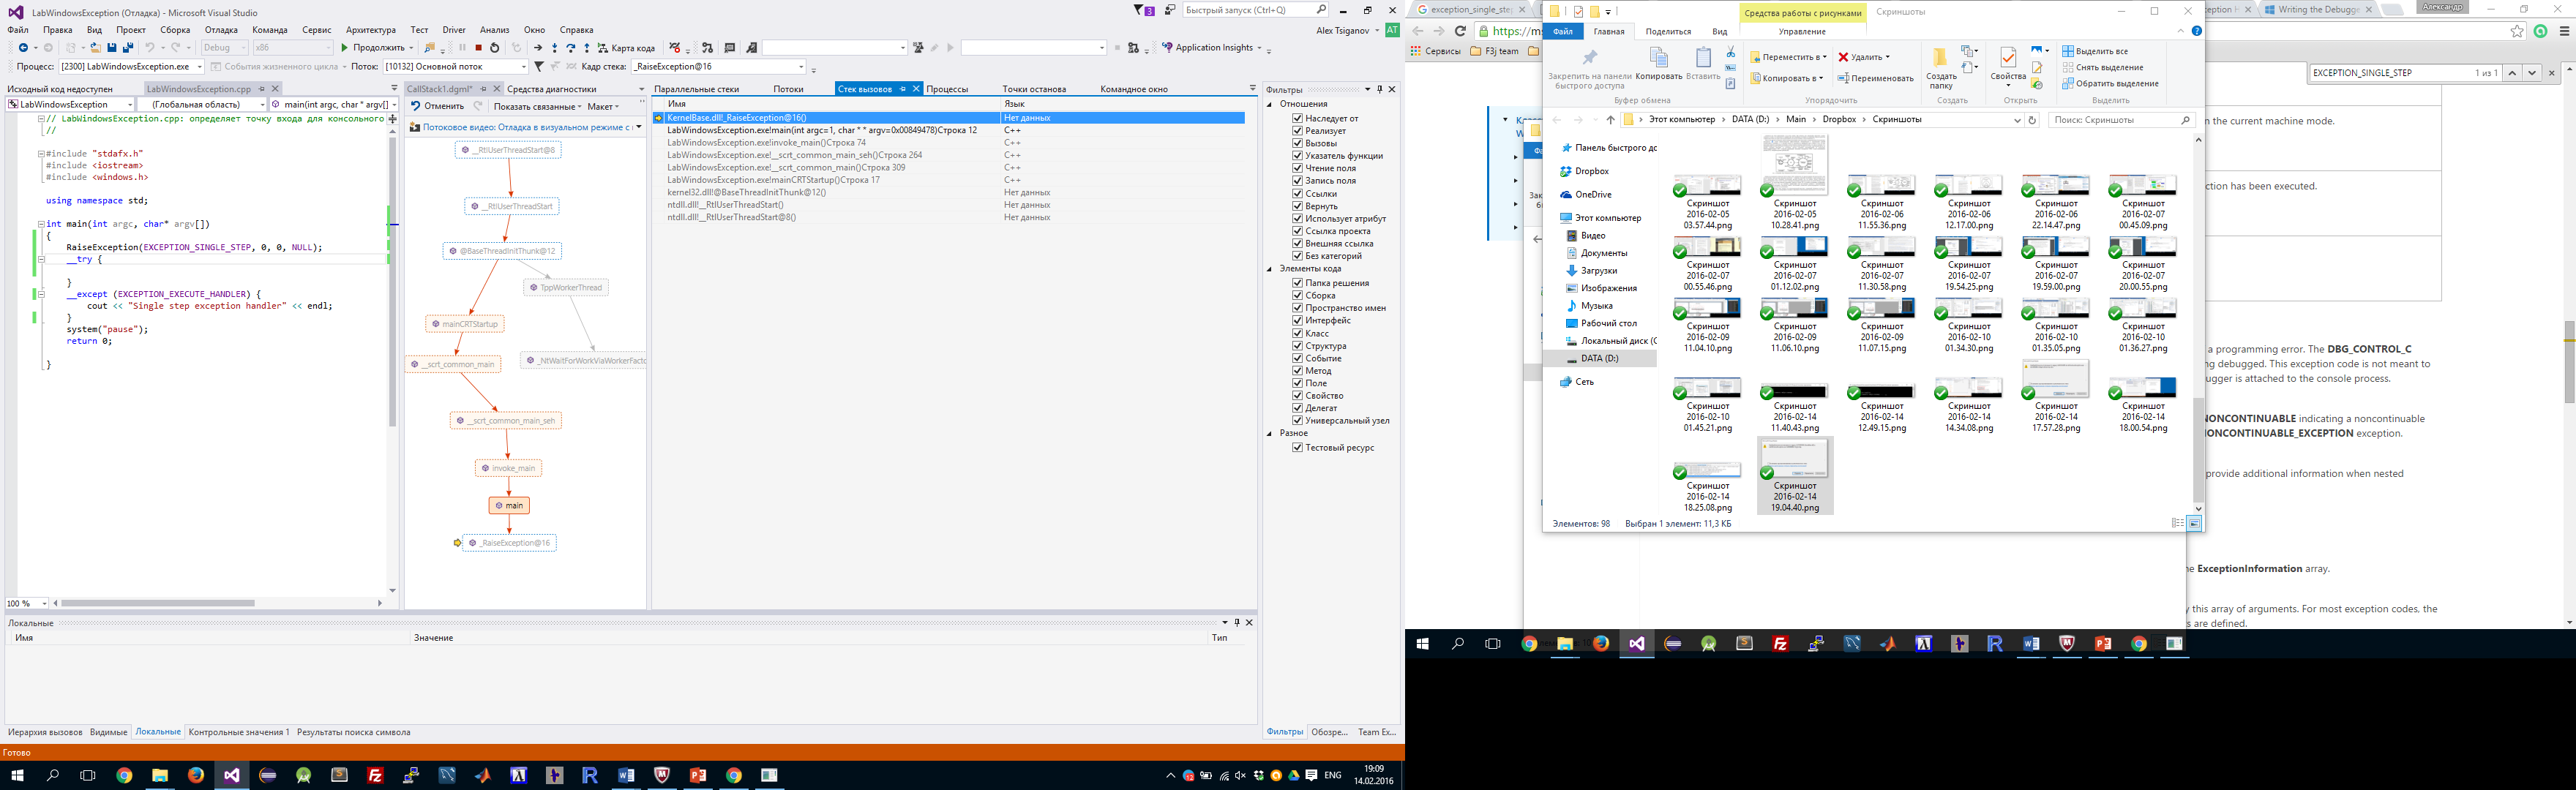 LabWindowsException (Отладка) - Microsoft Visual Studio
3
Быстрый запуск (Ctrl+Q)
Файл Правка Вид Проект Сборка Отладка Команда Сервис Архитектура Тест Driver Анализ Окно Справка
Alex Tsiganov AT
Debug x86 Продолжить Карта кода Application Insights
Процесс: [2300] LabWindowsException.exe События жизненного цикла Поток: [10132] Основной поток Кадр стека: _RaiseException@16
Исходный код недоступен LabWindowsException.cpp
LabWindowsException (Глобальная область) main(int argc, char * argv[])
// LabWindowsException.cpp: определяет точку входа для консольного
//
#include "stdafx.h"
#include <iostream>
#include <windows.h>
using namespace std;
int main(int argc, char* argv[])
{
RaiseException(EXCEPTION_SINGLE_STEP, 0, 0, NULL);
__try {
}
__except (EXCEPTION_EXECUTE_HANDLER) {
cout << "Single step exception handler" << endl;
}
system("pause");
return 0;
}
100 %
CallStack1.dgml* Средства диагностики
Отменить Показать связанные Макет
Потоковое видео: Отладка в визуальном режиме с
__RtlUserThreadStart@8
__RtlUserThreadStart
@BaseThreadInitThunk@12
TppWorkerThread
mainCRTStartup
_NtWaitForWorkViaWorkerFacto
__scrt_common_main
__scrt_common_main_seh
invoke_main
main
_RaiseException@16
Параллельные стеки Потоки Стек вызовов Процессы Точки останова Командное окно
Имя Язык
KernelBase.dll!_RaiseException@16() Нет данных
LabWindowsException.exe!main(int argc=1, char * * argv=0x00849478)Строка 12 C++
LabWindowsException.exe!invoke_main()Строка 74 C++
LabWindowsException.exe!__scrt_common_main_seh()Строка 264 C++
LabWindowsException.exe!__scrt_common_main()Строка 309 C++
LabWindowsException.exe!mainCRTStartup()Строка 17 C++
kernel32.dll!@BaseThreadInitThunk@12() Нет данных
ntdll.dll!__RtlUserThreadStart() Нет данных
ntdll.dll!__RtlUserThreadStart@8() Нет данных
Фильтры
Отношения
Наследует от
Реализует
Вызовы
Указатель функции
Чтение поля
Запись поля
Ссылки
Вернуть
Использует атрибут
Ссылка проекта
Внешняя ссылка
Без категорий
Элементы кода
Папка решения
Сборка
Пространство имен
Интерфейс
Класс
Структура
Событие
Метод
Поле
Свойство
Делегат
Универсальный узел
Разное
Тестовый ресурс
Локальные
Имя Значение Тип
Иерархия вызовов Видимые Локальные Контрольные значения 1 Результаты поиска символа
Фильтры Обозре... Team Ex...
Готово
ENG
19:09
14.02.2016
exception_single_step
https://ms
Сервисы F3j team
Средства работы с рисунками Скриншоты
Файл Главная Поделиться Вид Управление
Закрепить на панели быстрого доступа
Копировать Вставить
Буфер обмена
Переместить в Удалить
Копировать в Переименовать
Упорядочить
Создать папку
Создать
Свойства
Открыть
Выделить все
Снять выделение
Обратить выделение
Выделить
Этот компьютер DATA (D:) Main Dropbox Скриншоты
Поиск: Скриншоты
Панель быстрого дс
Dropbox
OneDrive
Этот компьютер
Видео
Документы
Загрузки
Изображения
Музыка
Рабочий стол
Локальный диск (C
DATA (D:)
Сеть
Скриншот 2016-02-05 03.57.44.png
Скриншот 2016-02-05 10.28.41.png
Скриншот 2016-02-06 11.55.36.png
Скриншот 2016-02-06 12.17.00.png
Скриншот 2016-02-06 22.14.47.png
Скриншот 2016-02-07 00.45.09.png
Скриншот 2016-02-07 00.55.46.png
Скриншот 2016-02-07 01.12.02.png
Скриншот 2016-02-07 11.30.58.png
Скриншот 2016-02-07 19.54.25.png
Скриншот 2016-02-07 19.59.00.png
Скриншот 2016-02-07 20.00.55.png
Скриншот 2016-02-09 11.04.10.png
Скриншот 2016-02-09 11.06.10.png
Скриншот 2016-02-09 11.07.15.png
Скриншот 2016-02-10 01.34.30.png
Скриншот 2016-02-10 01.35.05.png
Скриншот 2016-02-10 01.36.27.png
Скриншот 2016-02-10 01.45.21.png
Скриншот 2016-02-14 11.40.43.png
Скриншот 2016-02-14 12.49.15.png
Скриншот 2016-02-14 14.34.08.png
Скриншот 2016-02-14 17.57.28.png
Скриншот 2016-02-14 18.00.54.png
Скриншот 2016-02-14 18.25.08.png
Скриншот 2016-02-14 19.04.40.png
Элементов: 98 Выбран 1 элемент: 11,3 КБ
Writing the Debugge
Александр
EXCEPTION_SINGLE_STEP 1 из 1
n the current machine mode.
ction has been executed.
a programming error. The DBG_CONTROL_C
ng debugged. This exception code is not meant to
bugger is attached to the console process.
NONCONTINUABLE indicating a noncontinuable
NONCONTINUABLE_EXCEPTION exception.
provide additional information when nested
he ExceptionInformation array.
y this array of arguments. For most exception codes, the
s are defined.